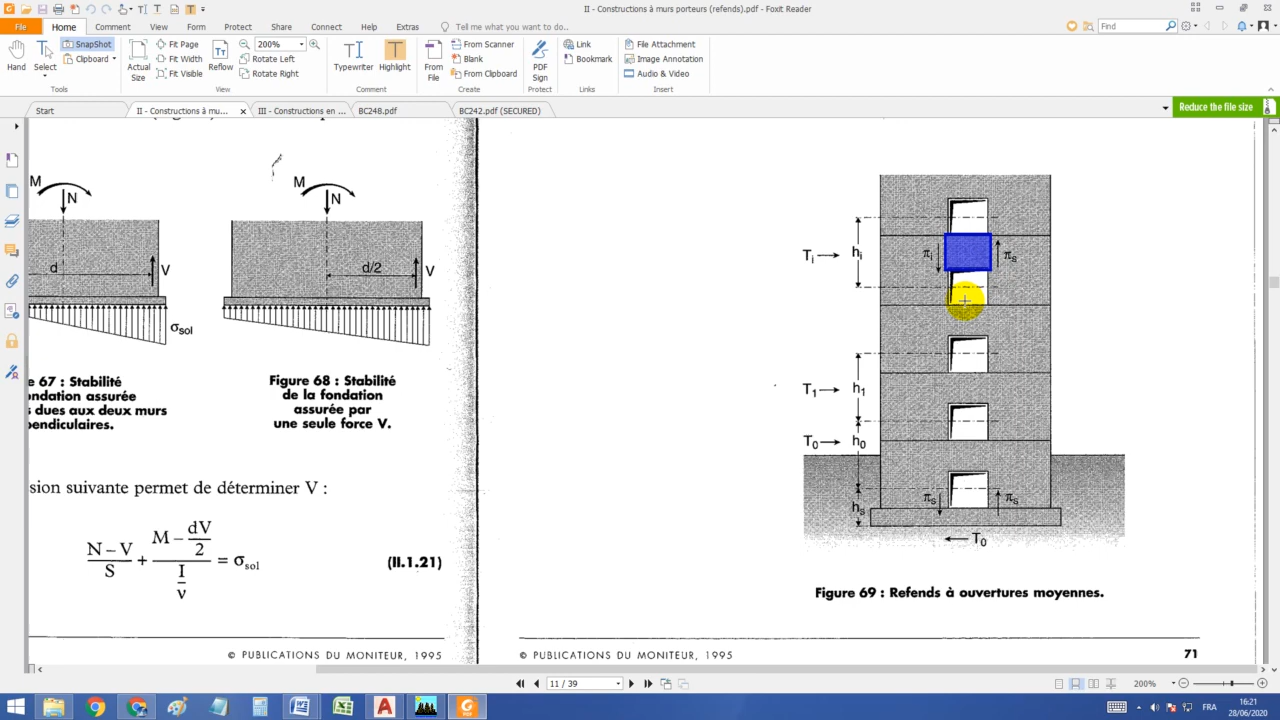 II - Constructions à murs porteurs (refends).pdf - Foxit Reader
File Home Comment View Form Protect Share Connect Help Extras Tell me what you want to do.. Find
Hand
Select
SnapShot
Clipboard
Tools
Actual Size
Fit Page
Fit Width
Fit Visible
Reflow
200%
Rotate Left
Rotate Right
View
Typewriter
Highlight
Comment
From File
From Scanner
Blank
From Clipboard
Create
PDF Sign
Protect
Link
Bookmark
Links
File Attachment
Image Annotation
Audio & Video
Insert
Start
II - Constructions à mu...
III - Constructions en ...
BC248.pdf
BC242.pdf (SECURED)
Reduce the file size
M
N
d
V
σsol
e 67 : Stabilité
ondation assurée
s dues aux deux murs
pendiculaires.
M
N
d/2
V
Figure 68 : Stabilité
de la fondation
assurée par
une seule force V.
sion suivante permet de déterminer V :
N – V / S + (M – dV/2) / (I/v) = σsol
(II.1.21)
© PUBLICATIONS DU MONITEUR, 1995
Ti hi πi πs
T1 h1
T0 h0
hs πs πs
T0
Figure 69 : Refends à ouvertures moyennes.
© PUBLICATIONS DU MONITEUR, 1995
71
11 / 39
200%
FRA
16:21
28/06/2020